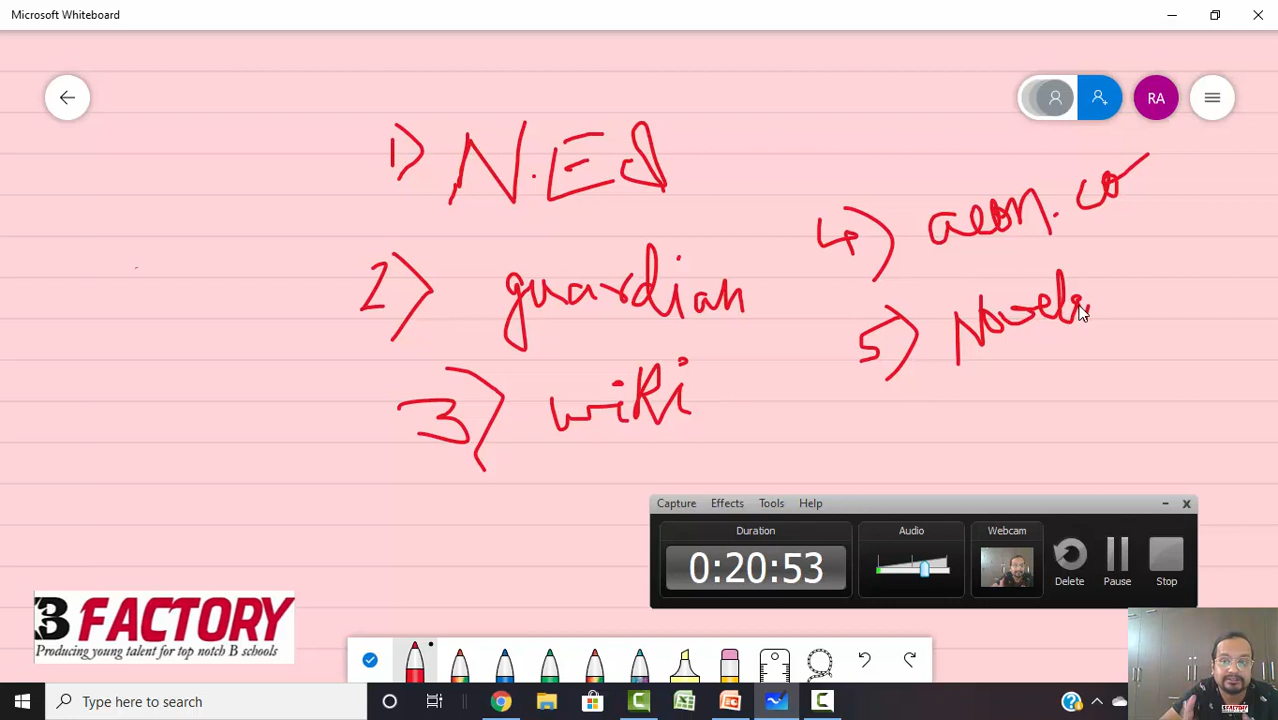 Microsoft Whiteboard
RA
1) N.E8
2) guardian
3) wiki
4) aeon.co
5) Novels
Capture Effects Tools Help
Duration
0:20:53
Audio
Webcam
Delete Pause Stop
B FACTORY
Producing young talent for top notch B schools
Type here to search